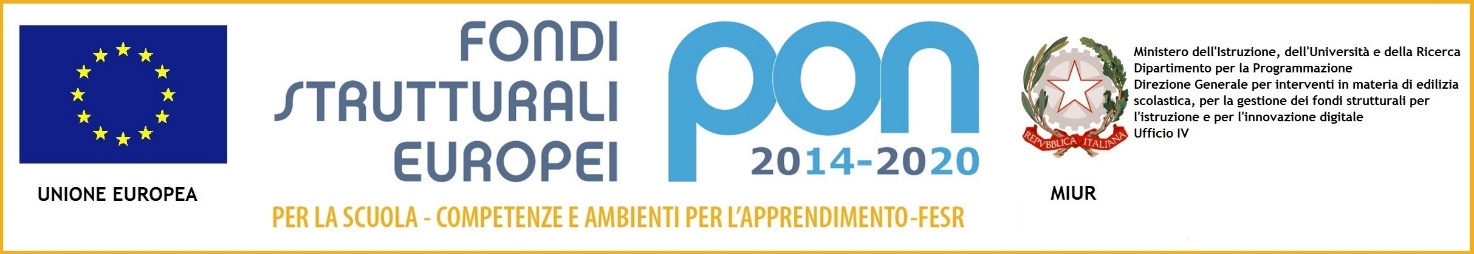 UNIONE EUROPEA
FONDI
STRUTTURALI
EUROPEI
pon
2014-2020
PER LA SCUOLA - COMPETENZE E AMBIENTI PER L'APPRENDIMENTO-FESR
REPVBBLICA ITALIANA
MIUR
Ministero dell'Istruzione, dell'Università e della Ricerca
Dipartimento per la Programmazione
Direzione Generale per interventi in materia di edilizia
scolastica, per la gestione dei fondi strutturali per
l'istruzione e per l'innovazione digitale
Ufficio IV